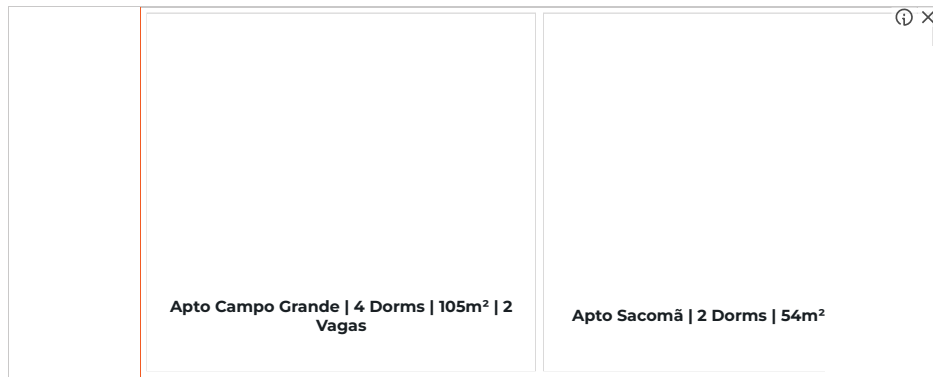 Apto Campo Grande | 4 Dorms | 105m² | 2
Vagas
Apto Sacomã | 2 Dorms | 54m²